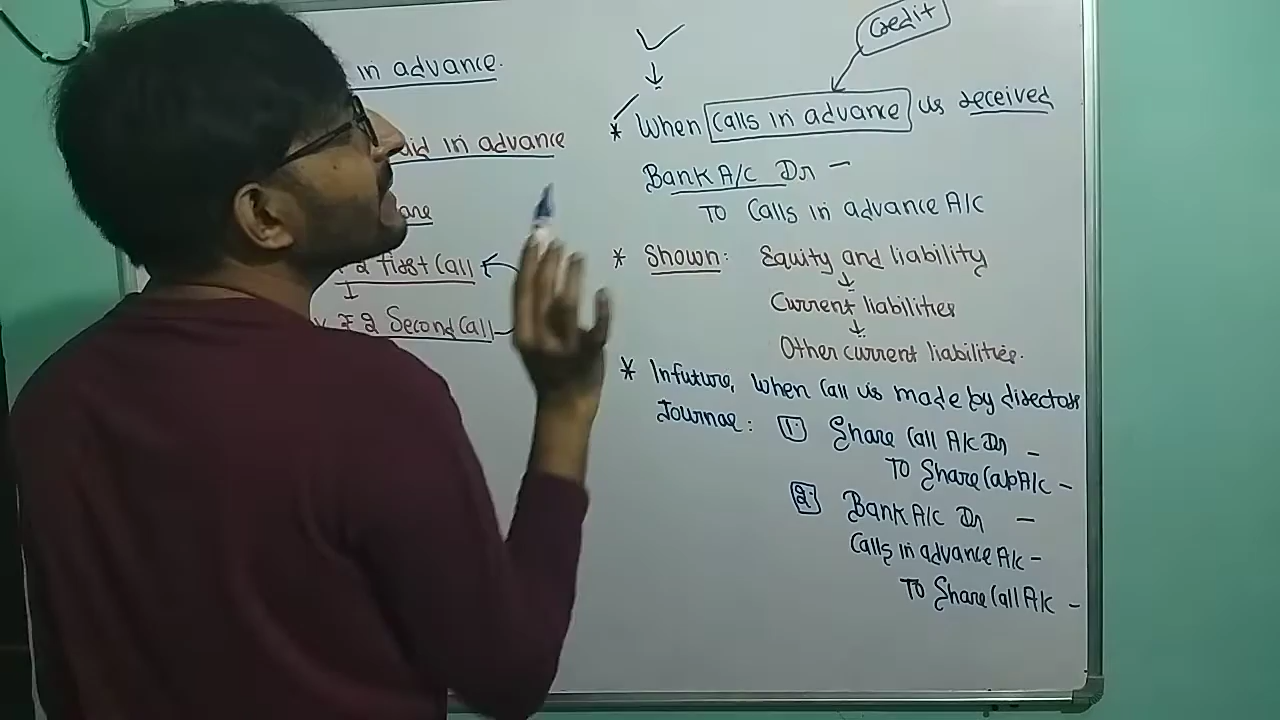 in advance.
in advance
₹ 2 first Call
₹ 2 Second Call
Credit
* When Calls in advance is received
Bank A/C Dr -
To Calls in advance A/C
* Shown: Equity and liability
Current liabilities
Other current liabilities.
* In future, when Call is made by directors
Journal: 1. Share Call A/C Dr -
To Share Cap A/C -
2. Bank A/C Dr -
Calls in advance A/C -
To Share Call A/C -